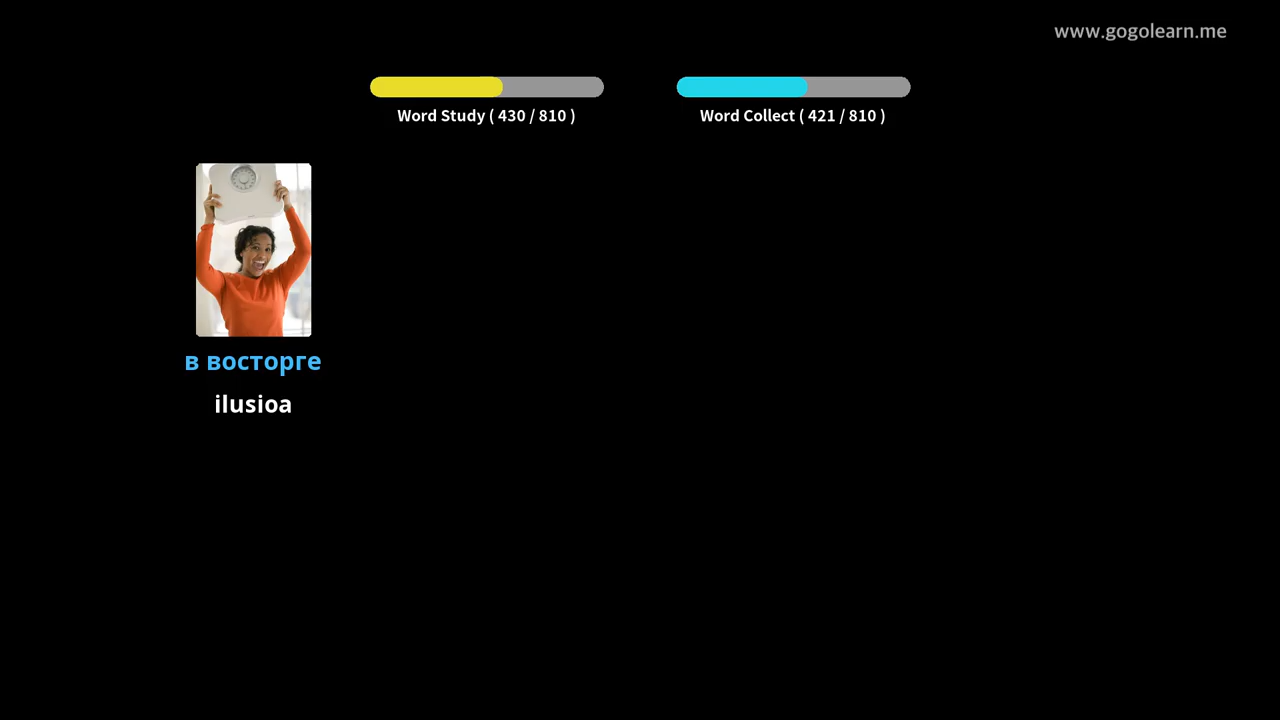 www.gogolearn.me
Word Study ( 430 / 810 )
Word Collect ( 421 / 810 )
в восторге
ilusioa